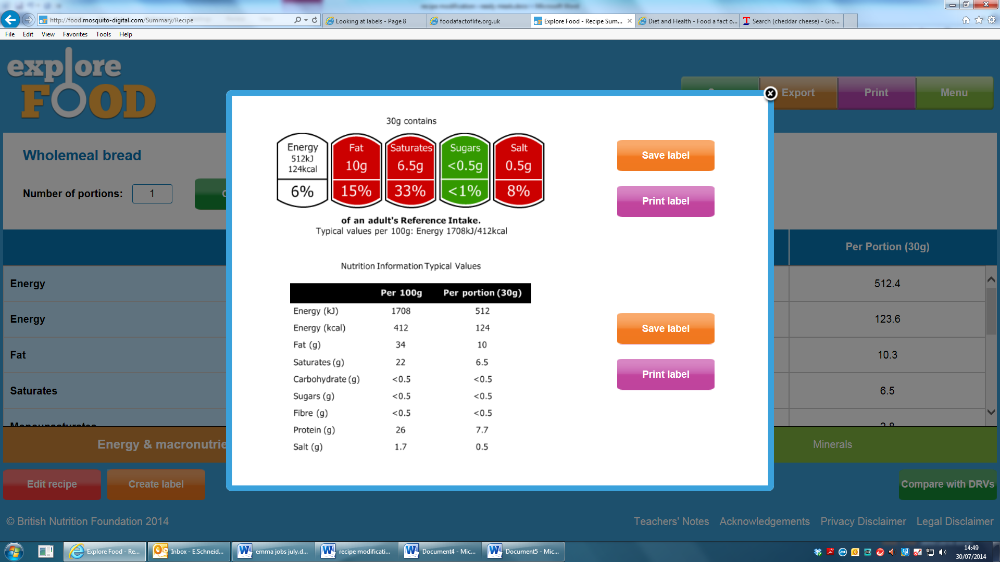 http://food.mosquito-digital.com/Summary/Recipe
Looking at labels - Page 8
foodafactoflife.org.uk
Explore Food - Recipe Sum...
Diet and Health - Food a fact o...
Search (cheddar cheese) - Gro...
File Edit View Favorites Tools Help
explore
FOOD
Export
Print
Menu
Wholemeal bread
Number of portions: 1
30g contains
Energy Fat Saturates Sugars Salt
512kJ
124kcal
10g 6.5g <0.5g 0.5g
6% 15% 33% <1% 8%
of an adult's Reference Intake.
Typical values per 100g: Energy 1708kJ/412kcal
Save label
Print label
Nutrition Information Typical Values
Per 100g Per portion (30g)
Energy (kJ) 1708 512
Energy (kcal) 412 124
Fat (g) 34 10
Saturates (g) 22 6.5
Carbohydrate (g) <0.5 <0.5
Sugars (g) <0.5 <0.5
Fibre (g) <0.5 <0.5
Protein (g) 26 7.7
Salt (g) 1.7 0.5
Save label
Print label
Per Portion (30g)
Energy 512.4
Energy 123.6
Fat 10.3
Saturates 6.5
Monounsaturates 2.8
Energy & macronutrie
Minerals
Edit recipe
Create label
Compare with DRVs
© British Nutrition Foundation 2014
Teachers' Notes Acknowledgements Privacy Disclaimer Legal Disclaimer
Explore Food - Re...
Inbox - E.Schneid...
emma jobs july.d...
recipe modificati...
Document4 - Mic...
Document5 - Mic...
14:49
30/07/2014